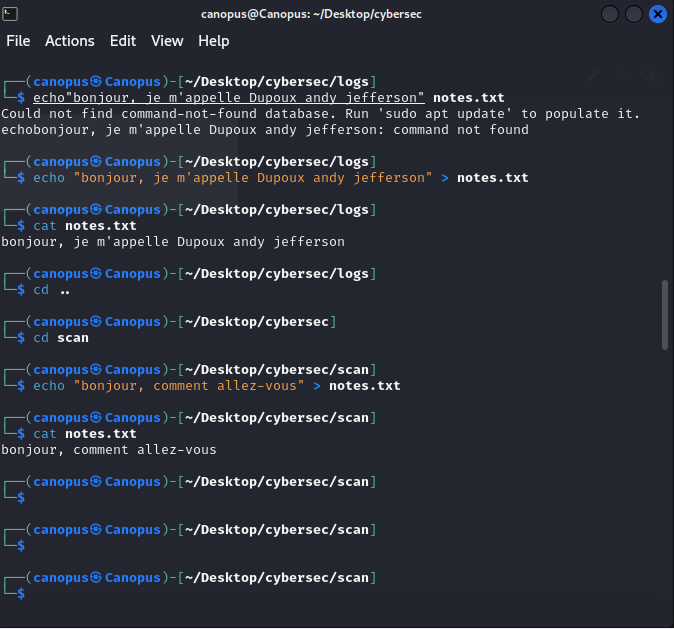 canopus@Canopus: ~/Desktop/cybersec
File Actions Edit View Help
┌──(canopus㉿Canopus)-[~/Desktop/cybersec/logs]
└─$ echo"bonjour, je m'appelle Dupoux andy jefferson" notes.txt
Could not find command-not-found database. Run 'sudo apt update' to populate it.
echobonjour, je m'appelle Dupoux andy jefferson: command not found
┌──(canopus㉿Canopus)-[~/Desktop/cybersec/logs]
└─$ echo "bonjour, je m'appelle Dupoux andy jefferson" > notes.txt
┌──(canopus㉿Canopus)-[~/Desktop/cybersec/logs]
└─$ cat notes.txt
bonjour, je m'appelle Dupoux andy jefferson
┌──(canopus㉿Canopus)-[~/Desktop/cybersec/logs]
└─$ cd ..
┌──(canopus㉿Canopus)-[~/Desktop/cybersec]
└─$ cd scan
┌──(canopus㉿Canopus)-[~/Desktop/cybersec/scan]
└─$ echo "bonjour, comment allez-vous" > notes.txt
┌──(canopus㉿Canopus)-[~/Desktop/cybersec/scan]
└─$ cat notes.txt
bonjour, comment allez-vous
┌──(canopus㉿Canopus)-[~/Desktop/cybersec/scan]
└─$
┌──(canopus㉿Canopus)-[~/Desktop/cybersec/scan]
└─$
┌──(canopus㉿Canopus)-[~/Desktop/cybersec/scan]
└─$